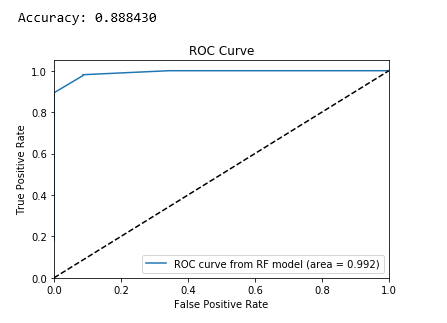 Accuracy: 0.888430
ROC Curve
1.0
0.8
0.6
0.4
0.2
0.0
True Positive Rate
ROC curve from RF model (area = 0.992)
0.0 0.2 0.4 0.6 0.8 1.0
False Positive Rate